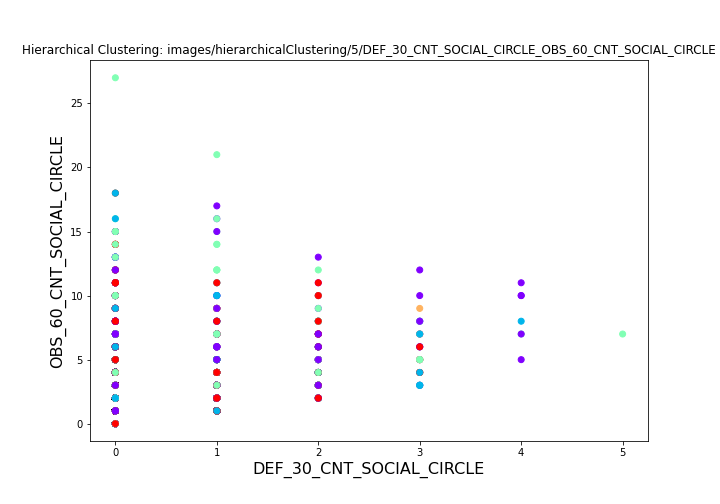 Hierarchical Clustering: images/hierarchicalClustering/5/DEF_30_CNT_SOCIAL_CIRCLE_OBS_60_CNT_SOCIAL_CIRCLE
OBS_60_CNT_SOCIAL_CIRCLE
25
20
15
10
5
0
0 1 2 3 4 5
DEF_30_CNT_SOCIAL_CIRCLE